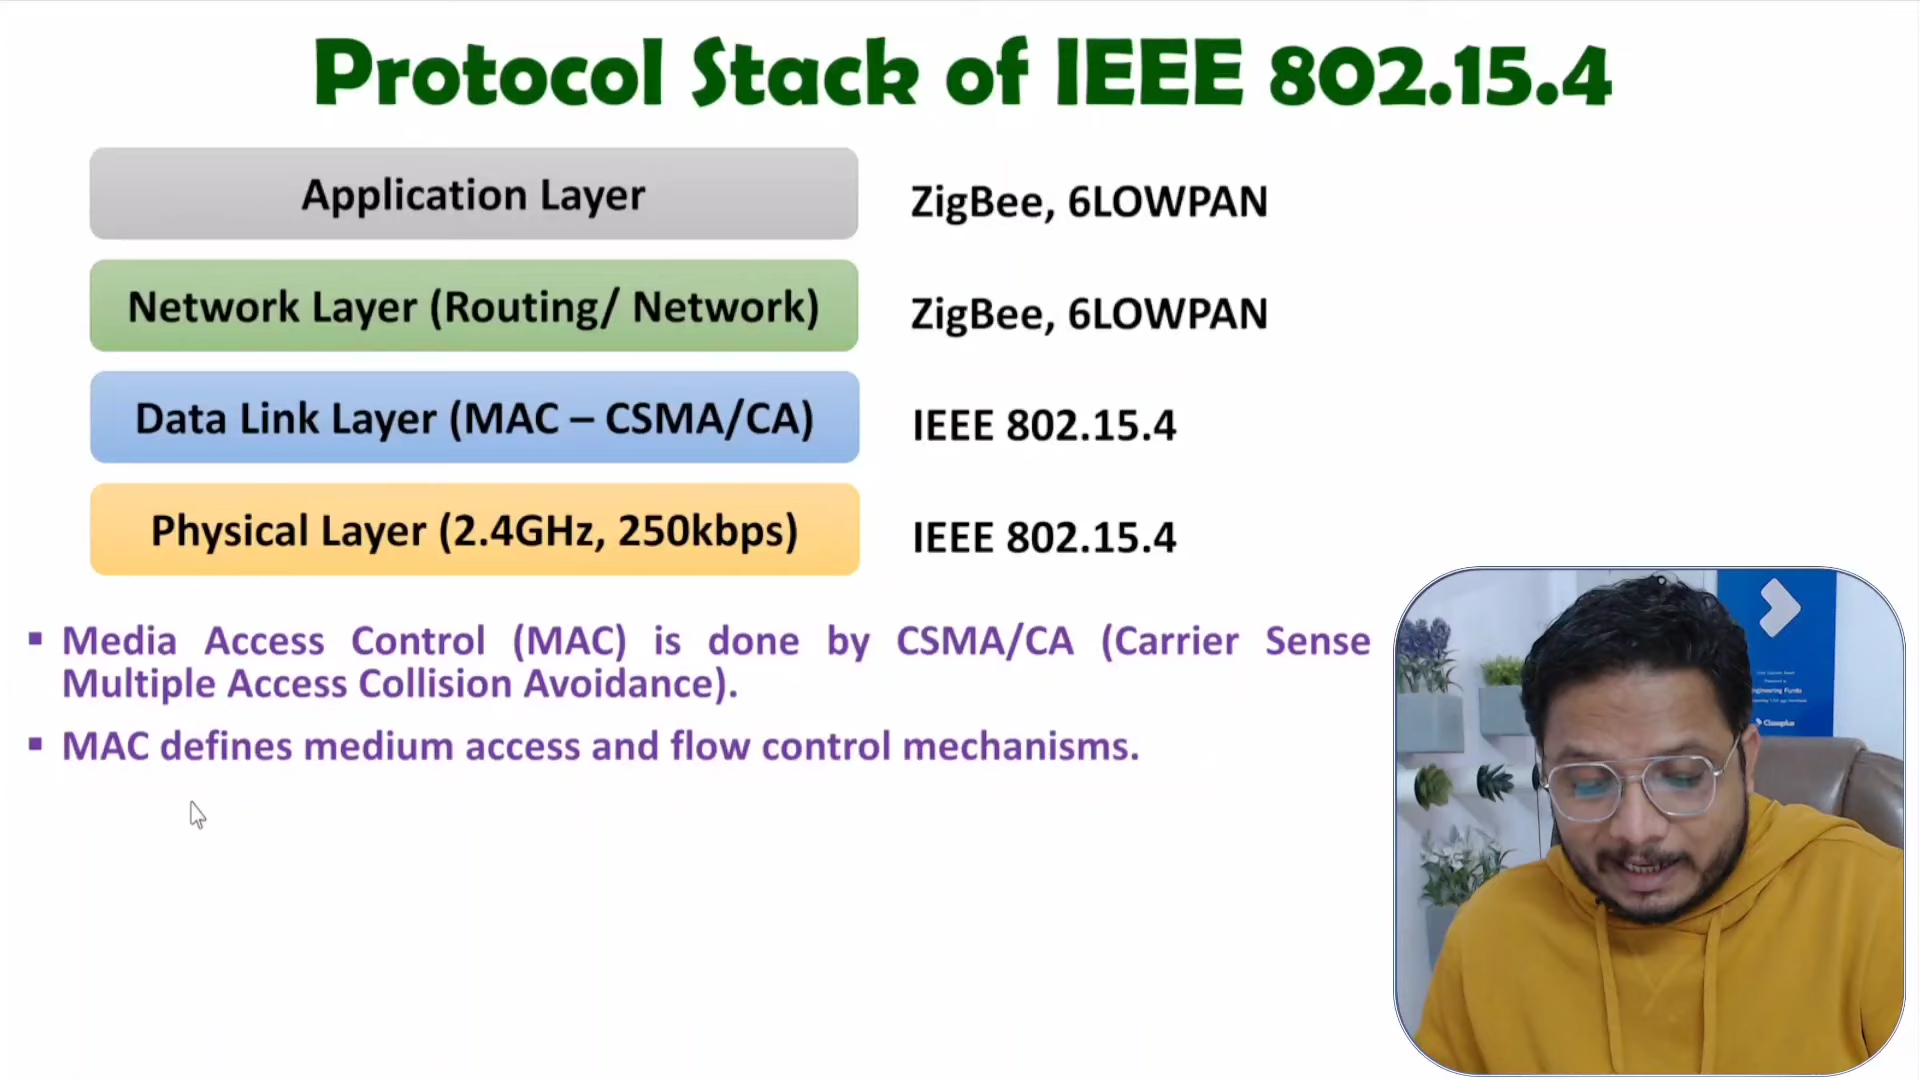 Protocol Stack of IEEE 802.15.4
Application Layer
ZigBee, 6LOWPAN
Network Layer (Routing/ Network)
ZigBee, 6LOWPAN
Data Link Layer (MAC – CSMA/CA)
IEEE 802.15.4
Physical Layer (2.4GHz, 250kbps)
IEEE 802.15.4
▪ Media Access Control (MAC) is done by CSMA/CA (Carrier Sense
Multiple Access Collision Avoidance).
▪ MAC defines medium access and flow control mechanisms.
Engineering Funda
Classplus